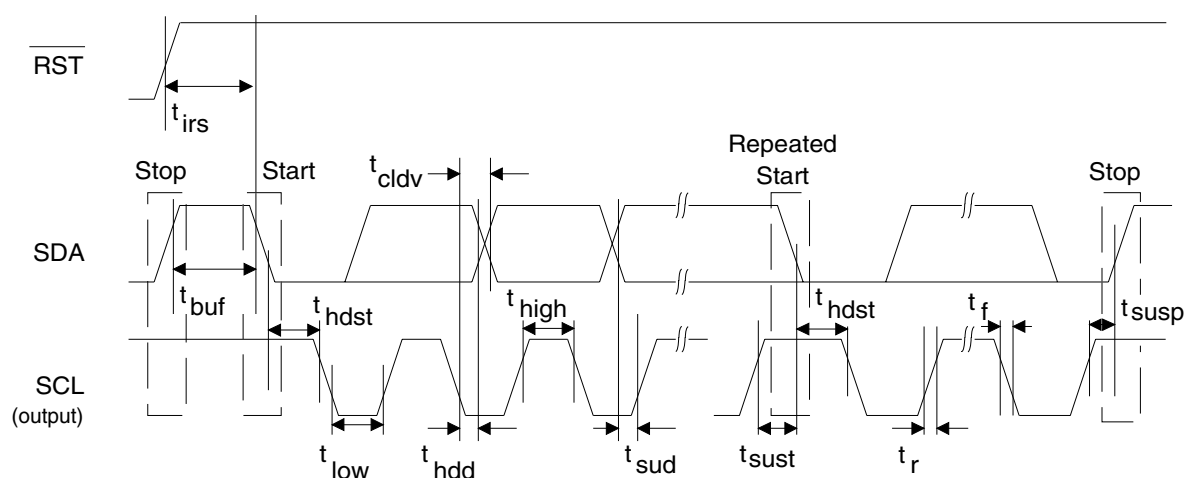 RST
t irs
Repeated
Stop Start t cldv Start Stop
SDA
t buf t hdst t high t hdst t f t susp
SCL
(output)
t low t hdd t sud t sust t r